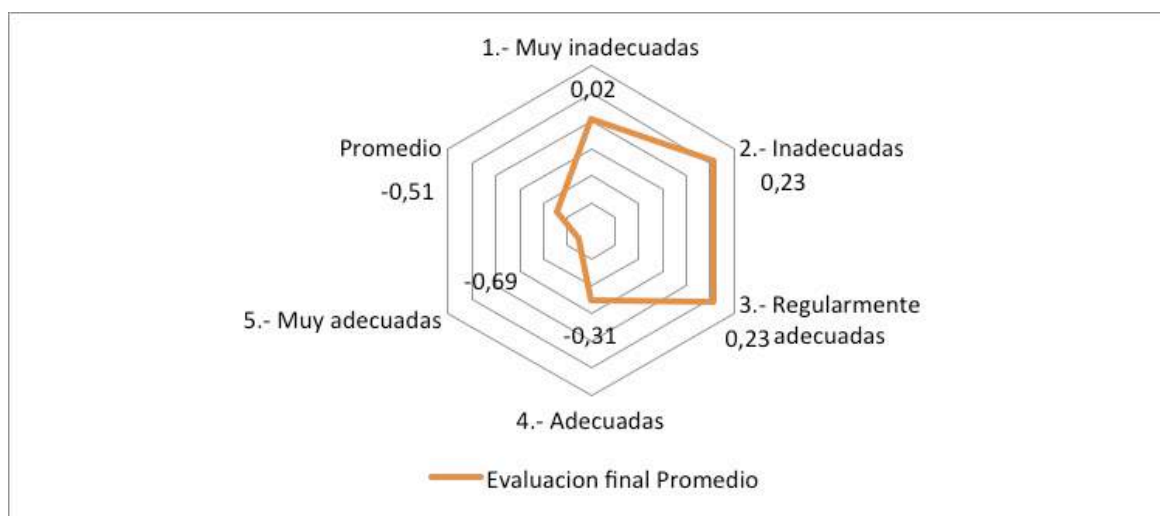 1.- Muy inadecuadas
0,02
2.- Inadecuadas
0,23
3.- Regularmente
adecuadas
0,23
-0,31
4.- Adecuadas
-0,69
5.- Muy adecuadas
Promedio
-0,51
Evaluacion final Promedio